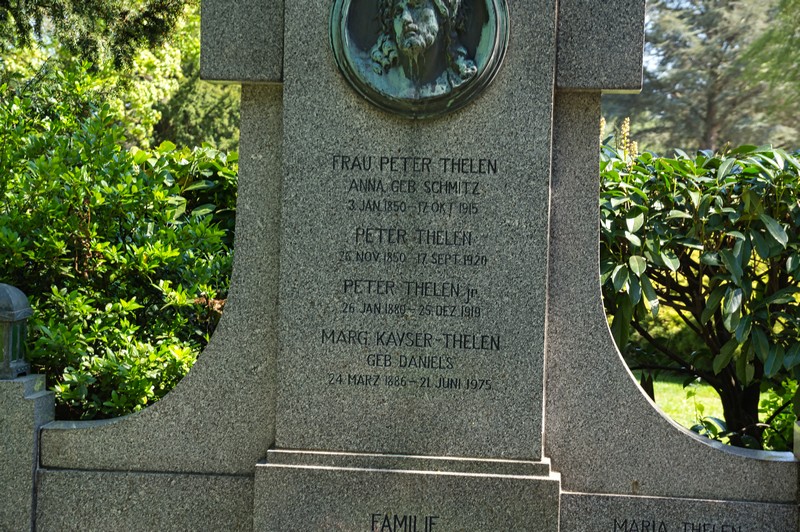 FRAU PETER THELEN
ANNA GEB SCHMITZ
3 JAN. 1850 - 17 OKT 1915
PETER THELEN
26 NOV. 1850 - 17 SEPT. 1920
PETER THELEN jr.
26 JAN 1880 - 25 DEZ 1919
MARG KAYSER-THELEN
GEB DANIELS
24 MÄRZ 1886 - 21 JUNI 1975
FAMILIE
MARIA THELEN